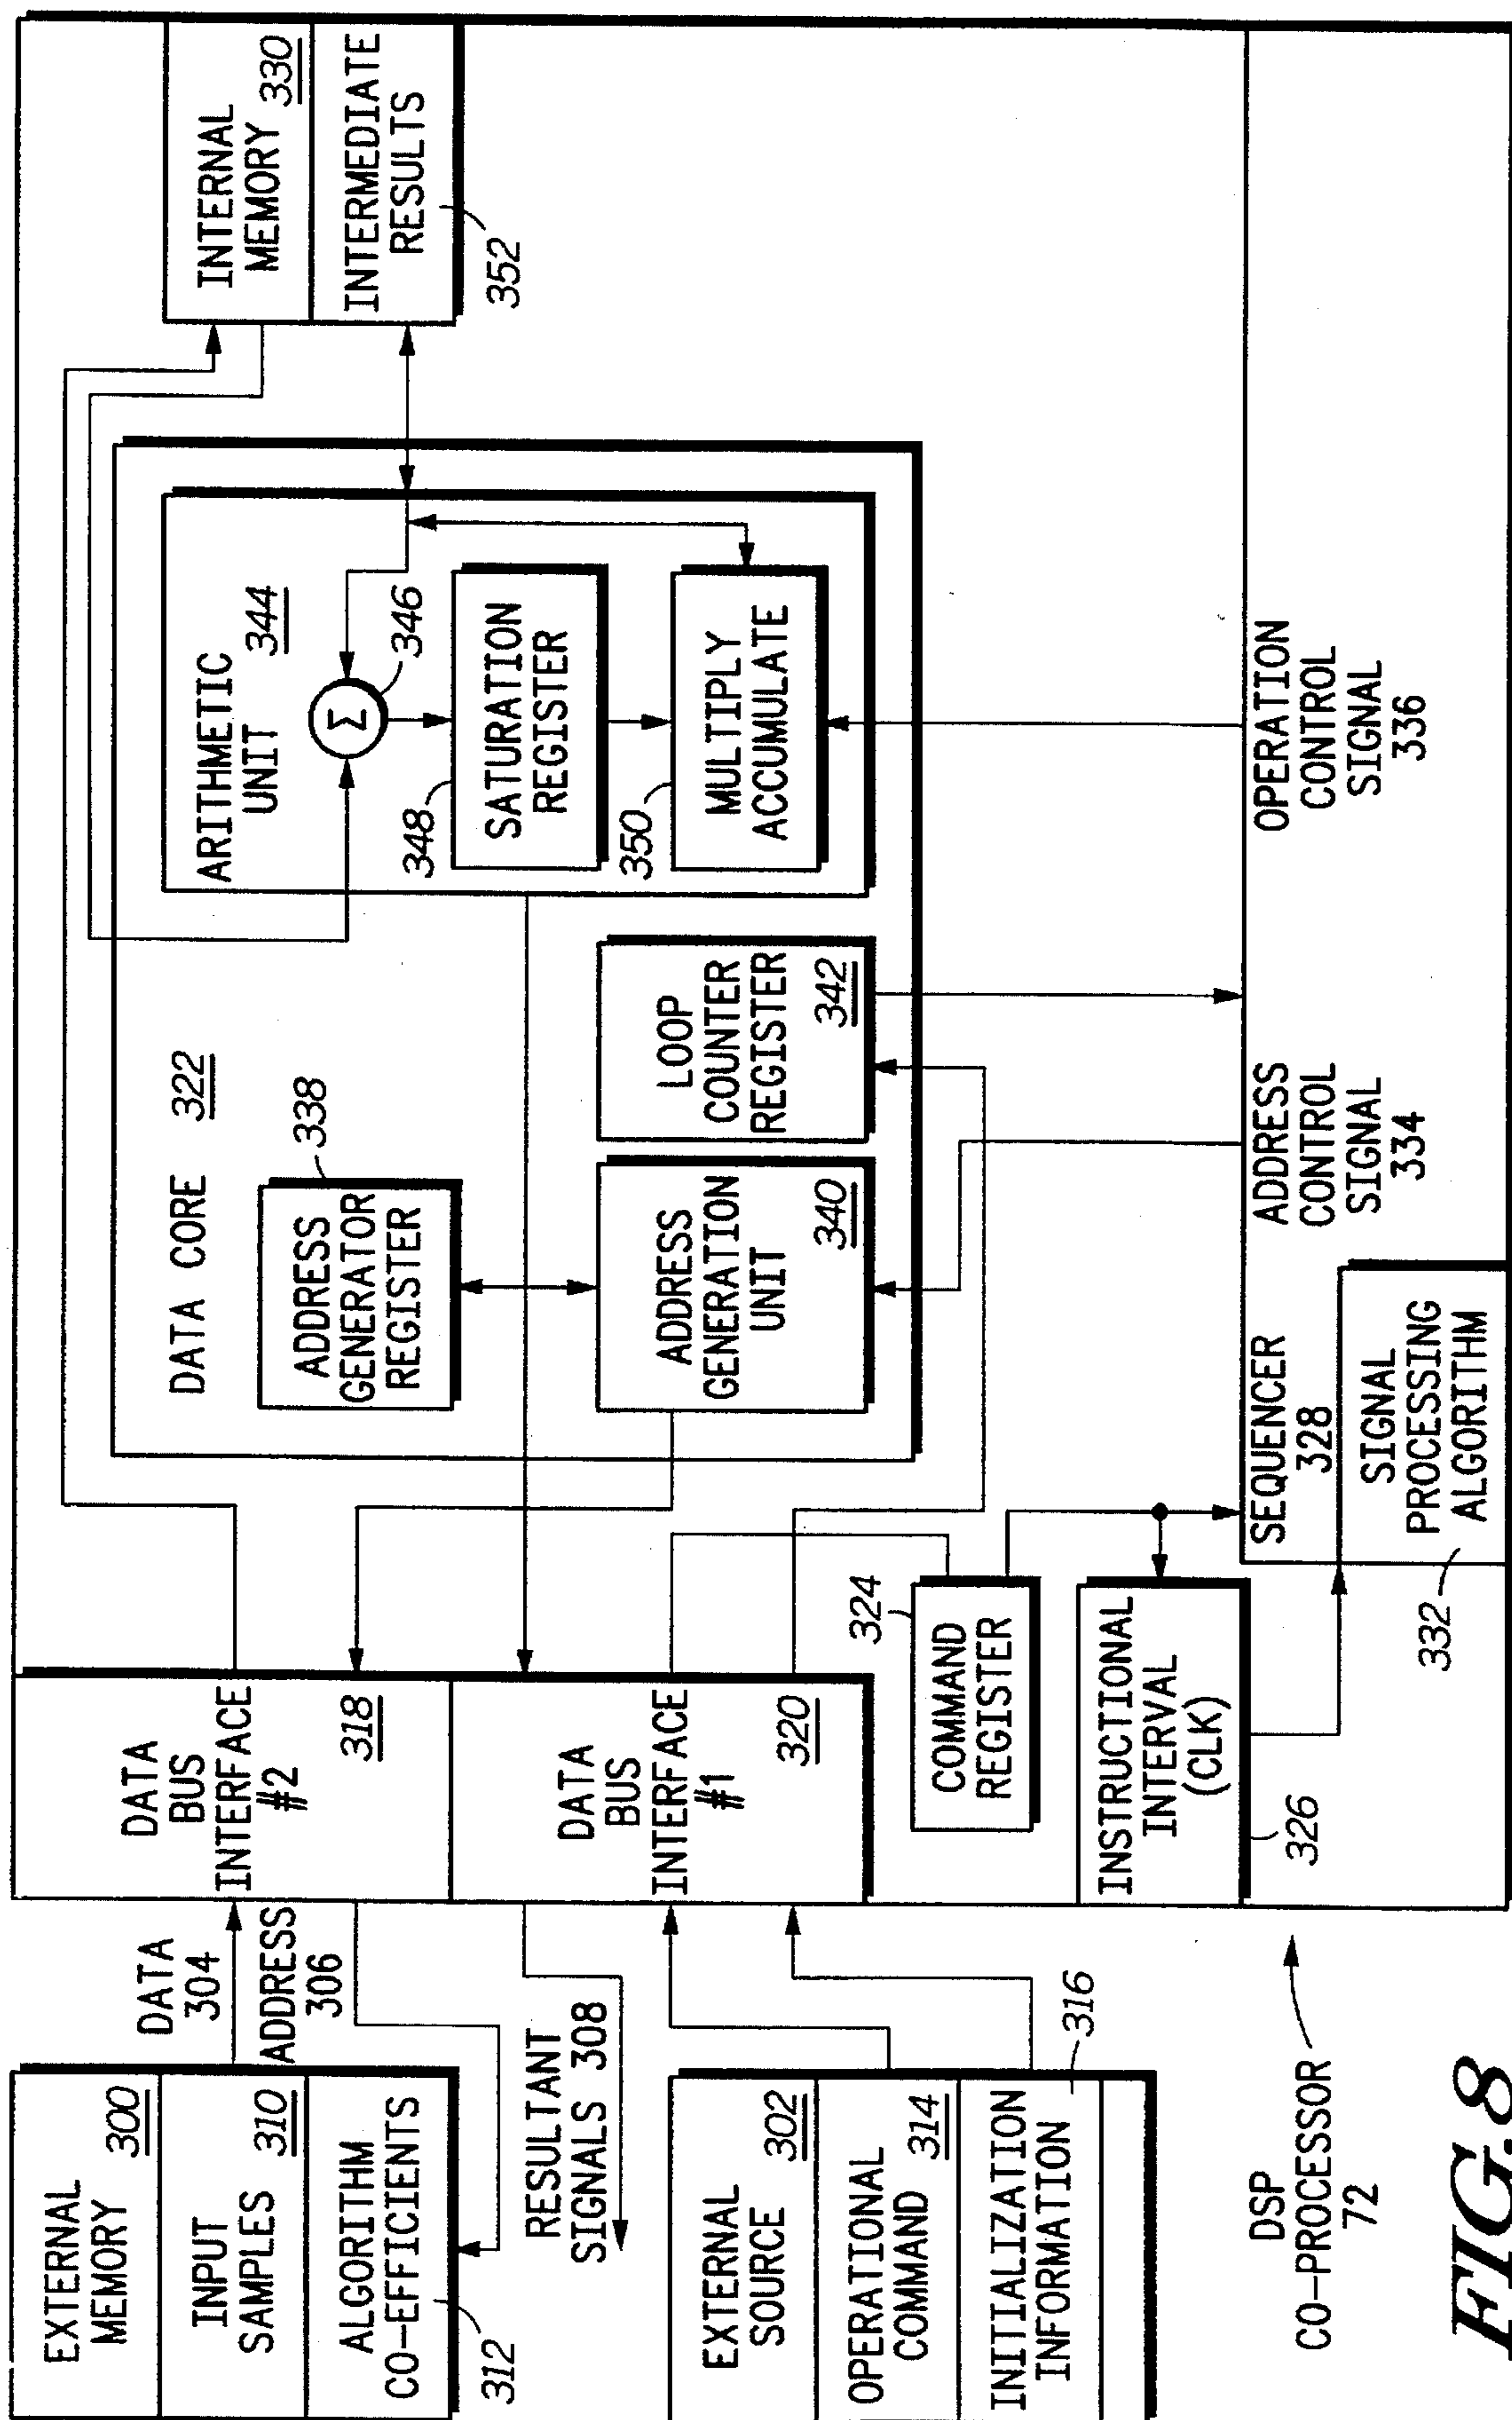 EXTERNAL
MEMORY
300
INPUT
SAMPLES
310
ALGORITHM
CO-EFFICIENTS
312
DATA
304
ADDRESS
306
RESULTANT
SIGNALS 308
EXTERNAL
SOURCE
302
OPERATIONAL
COMMAND
314
INITIALIZATION
INFORMATION
316
DSP
CO-PROCESSOR
72
DATA
BUS
INTERFACE
#2
318
DATA
BUS
INTERFACE
#1
320
COMMAND
REGISTER
324
INSTRUCTIONAL
INTERVAL
(CLK)
326
DATA CORE 322
ADDRESS
GENERATOR
REGISTER
338
ADDRESS
GENERATION
UNIT
340
LOOP
COUNTER
REGISTER
342
ARITHMETIC
UNIT
344
Σ
346
348
SATURATION
REGISTER
350
MULTIPLY
ACCUMULATE
INTERNAL
MEMORY
330
INTERMEDIATE
RESULTS
352
SEQUENCER
328
SIGNAL
PROCESSING
ALGORITHM
332
ADDRESS
CONTROL
SIGNAL
334
OPERATION
CONTROL
SIGNAL
336
FIG.8